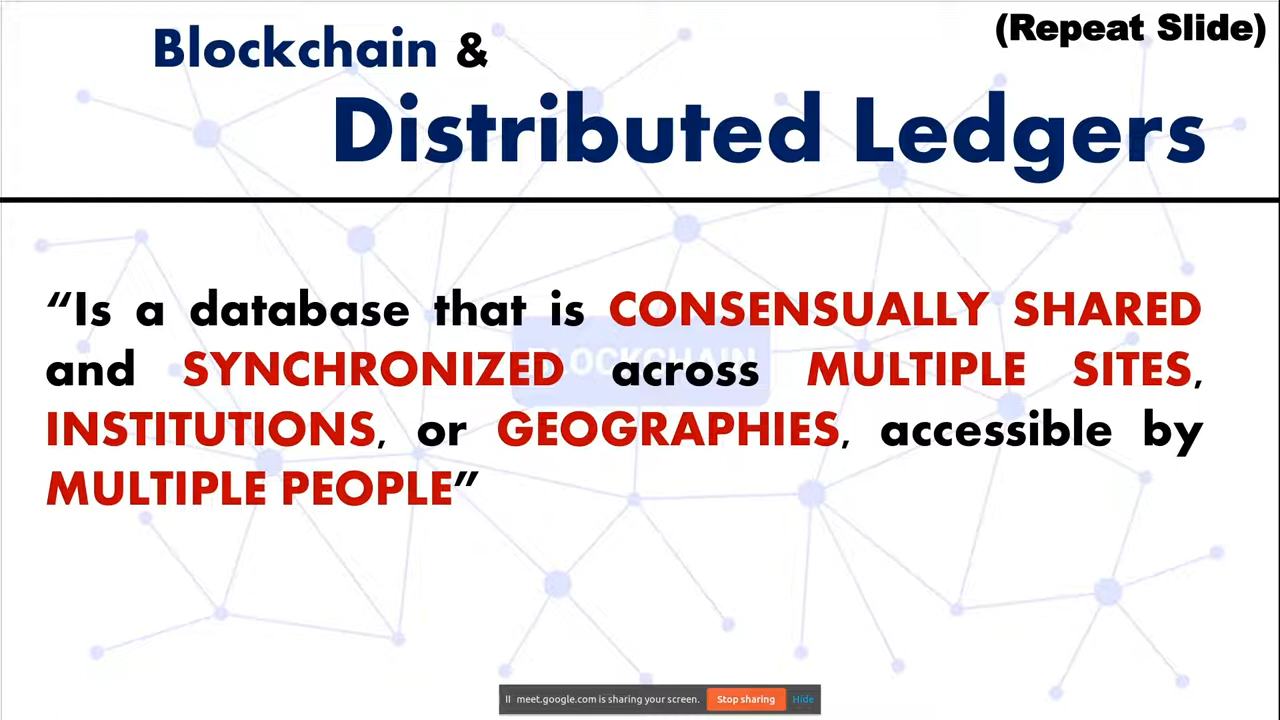 (Repeat Slide)
Blockchain &
Distributed Ledgers
“Is a database that is CONSENSUALLY SHARED
and SYNCHRONIZED across MULTIPLE SITES,
INSTITUTIONS, or GEOGRAPHIES, accessible by
MULTIPLE PEOPLE”
BLOCKCHAIN
meet.google.com is sharing your screen. Stop sharing Hide